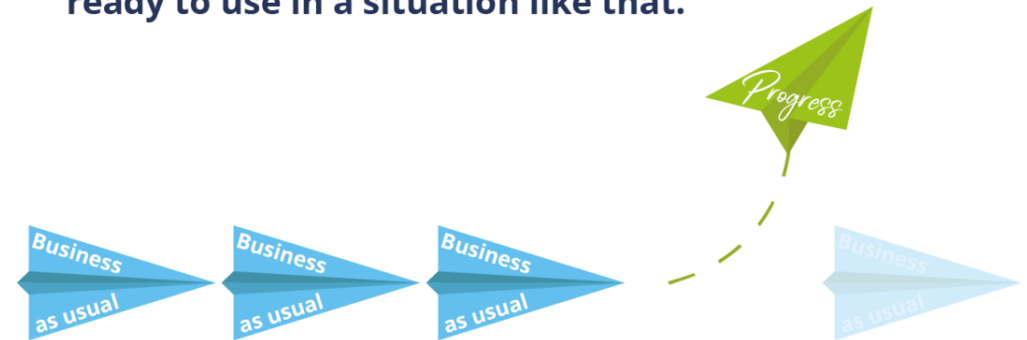 ready to use in a situation like that.
Progress
Business
as usual
Business
as usual
Business
as usual
Business
as usual